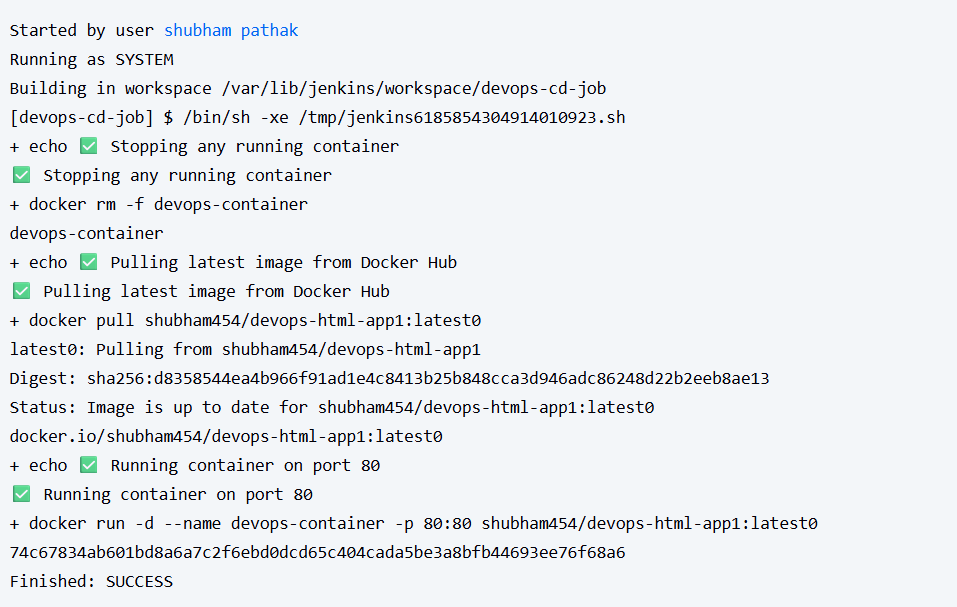 Started by user shubham pathak
Running as SYSTEM
Building in workspace /var/lib/jenkins/workspace/devops-cd-job
[devops-cd-job] $ /bin/sh -xe /tmp/jenkins6185854304914010923.sh
+ echo ✅ Stopping any running container
✅ Stopping any running container
+ docker rm -f devops-container
devops-container
+ echo ✅ Pulling latest image from Docker Hub
✅ Pulling latest image from Docker Hub
+ docker pull shubham454/devops-html-app1:latest0
latest0: Pulling from shubham454/devops-html-app1
Digest: sha256:d8358544ea4b966f91ad1e4c8413b25b848cca3d946adc86248d22b2eeb8ae13
Status: Image is up to date for shubham454/devops-html-app1:latest0
docker.io/shubham454/devops-html-app1:latest0
+ echo ✅ Running container on port 80
✅ Running container on port 80
+ docker run -d --name devops-container -p 80:80 shubham454/devops-html-app1:latest0
74c67834ab601bd8a6a7c2f6ebd0dcd65c404cada5be3a8bfb44693ee76f68a6
Finished: SUCCESS